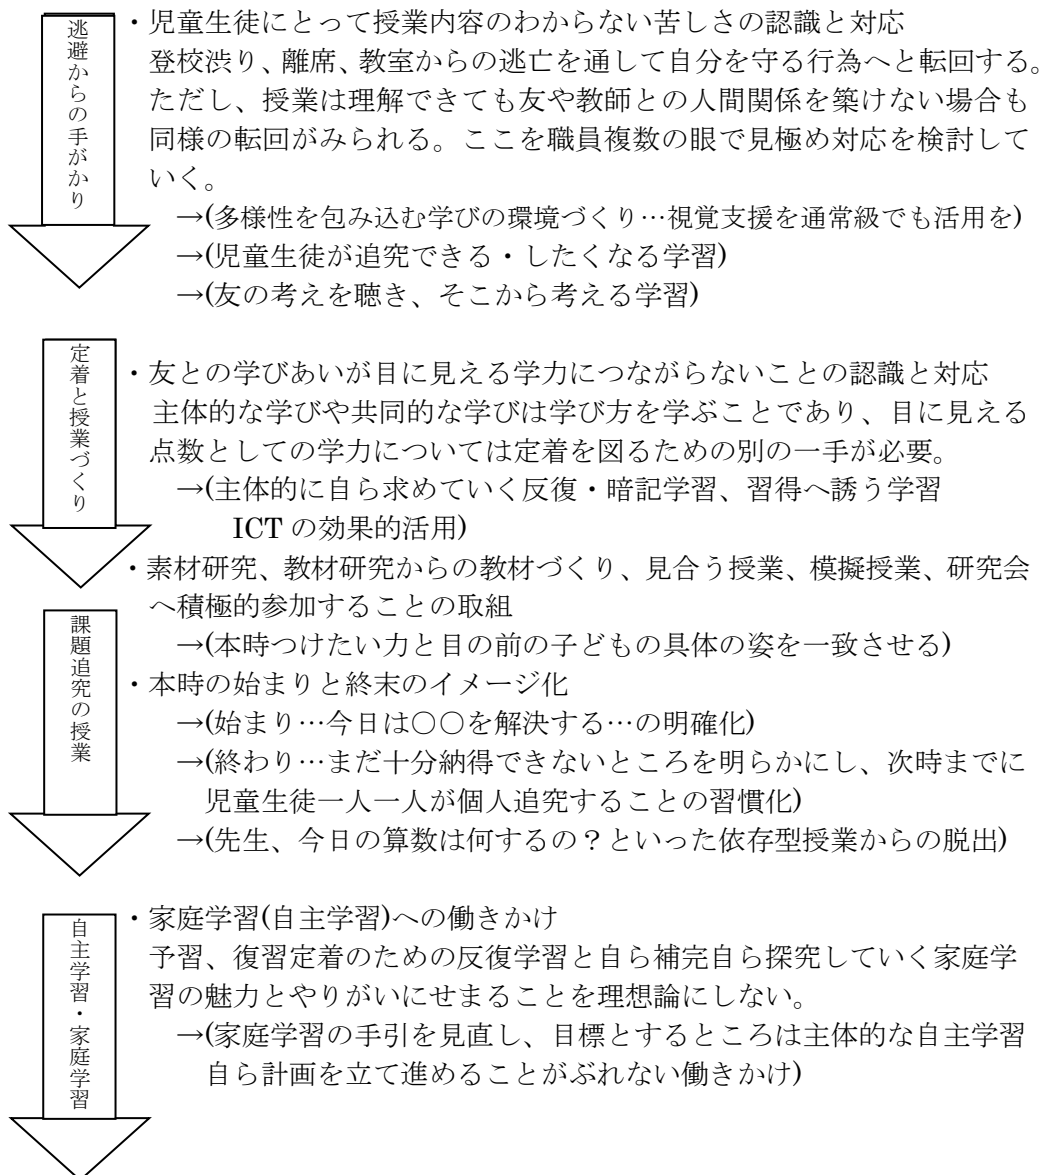 逃避からの手がかり
・児童生徒にとって授業内容のわからない苦しさの認識と対応
登校渋り、離席、教室からの逃亡を通して自分を守る行為へと転回する。
ただし、授業は理解できても友や教師との人間関係を築けない場合も
同様の転回がみられる。ここを職員複数の眼で見極め対応を検討して
いく。
→(多様性を包み込む学びの環境づくり…視覚支援を通常級でも活用を)
→(児童生徒が追究できる・したくなる学習)
→(友の考えを聴き、そこから考える学習)
定着と授業づくり
・友との学びあいが目に見える学力につながらないことの認識と対応
主体的な学びや共同的な学びは学び方を学ぶことであり、目に見える
点数としての学力については定着を図るための別の一手が必要。
→(主体的に自ら求めていく反復・暗記学習、習得へ誘う学習
ICT の効果的活用)
・素材研究、教材研究からの教材づくり、見合う授業、模擬授業、研究会
へ積極的参加することの取組
課題追究の授業
→(本時つけたい力と目の前の子どもの具体の姿を一致させる)
・本時の始まりと終末のイメージ化
→(始まり…今日は○○を解決する…の明確化)
→(終わり…まだ十分納得できないところを明らかにし、次時までに
児童生徒一人一人が個人追究することの習慣化)
→(先生、今日の算数は何するの？といった依存型授業からの脱出)
自主学習・家庭学習
・家庭学習(自主学習)への働きかけ
予習、復習定着のための反復学習と自ら補完自ら探究していく家庭学
習の魅力とやりがいにせまることを理想論にしない。
→(家庭学習の手引を見直し、目標とするところは主体的な自主学習
自ら計画を立て進めることがぶれない働きかけ)